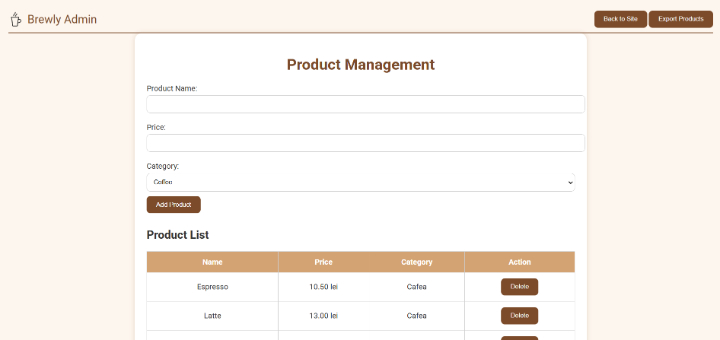 Brewly Admin
Back to Site
Export Products
Product Management
Product Name:
Price:
Category:
Cafea
Add Product
Product List
Name Price Category Action
Espresso 10.50 lei Cafea Delete
Latte 13.00 lei Cafea Delete